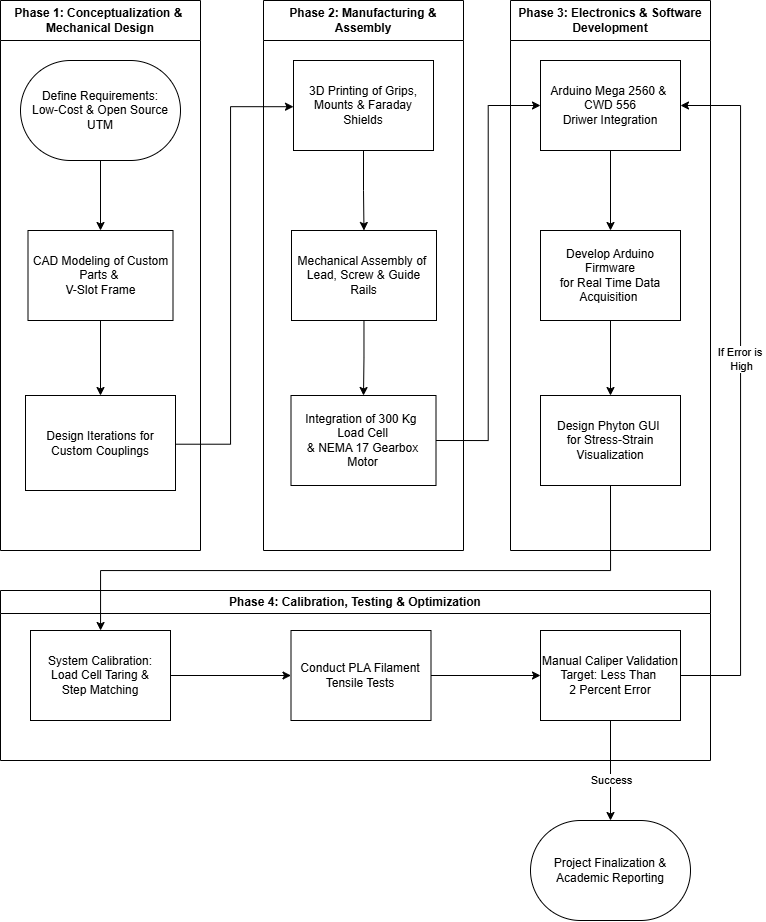 Phase 1: Conceptualization &
Mechanical Design
Define Requirements:
Low-Cost & Open Source
UTM
CAD Modeling of Custom
Parts &
V-Slot Frame
Design Iterations for
Custom Couplings
Phase 2: Manufacturing &
Assembly
3D Printing of Grips,
Mounts & Faraday
Shields
Mechanical Assembly of
Lead, Screw & Guide
Rails
Integration of 300 Kg
Load Cell
& NEMA 17 Gearbox
Motor
Phase 3: Electronics & Software
Development
Arduino Mega 2560 &
CWD 556
Driwer Integration
Develop Arduino
Firmware
for Real Time Data
Acquisition
Design Phyton GUI
for Stress-Strain
Visualization
If Error is
High
Phase 4: Calibration, Testing & Optimization
System Calibration:
Load Cell Taring &
Step Matching
Conduct PLA Filament
Tensile Tests
Manual Caliper Validation
Target: Less Than
2 Percent Error
Success
Project Finalization &
Academic Reporting